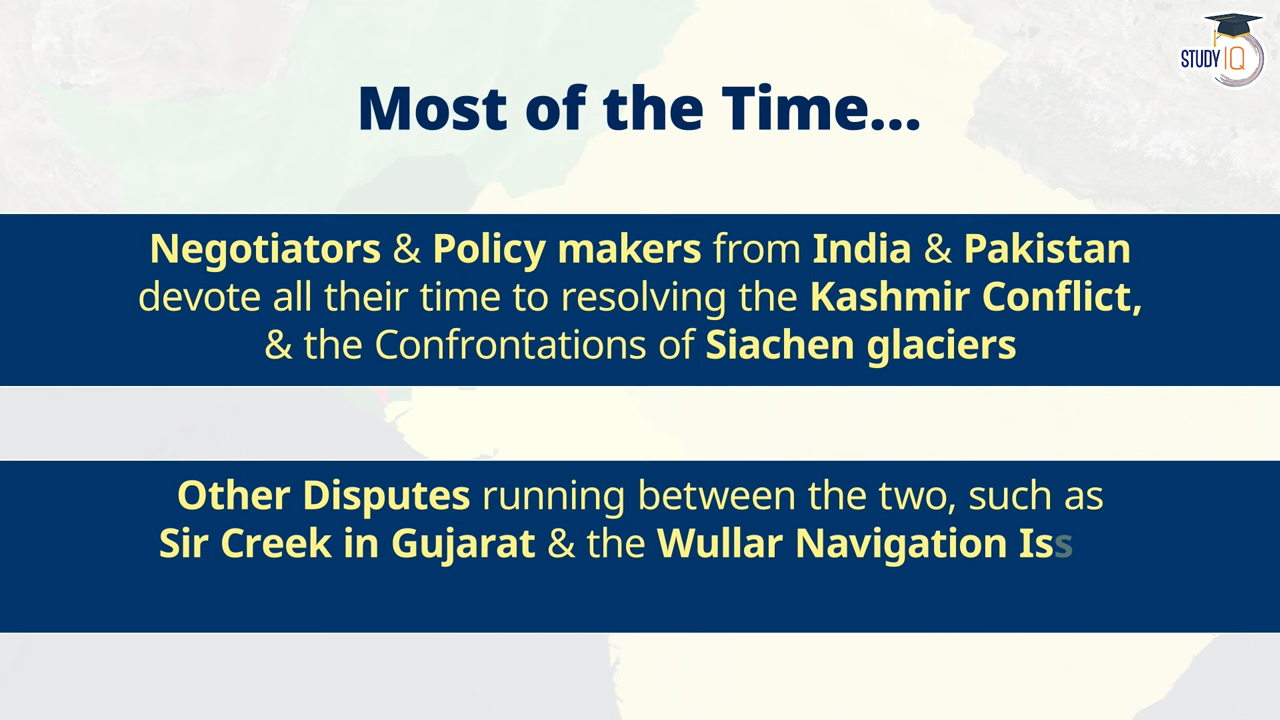 STUDY IQ
Most of the Time...
Negotiators & Policy makers from India & Pakistan
devote all their time to resolving the Kashmir Conflict,
& the Confrontations of Siachen glaciers
Other Disputes running between the two, such as
Sir Creek in Gujarat & the Wullar Navigation Iss